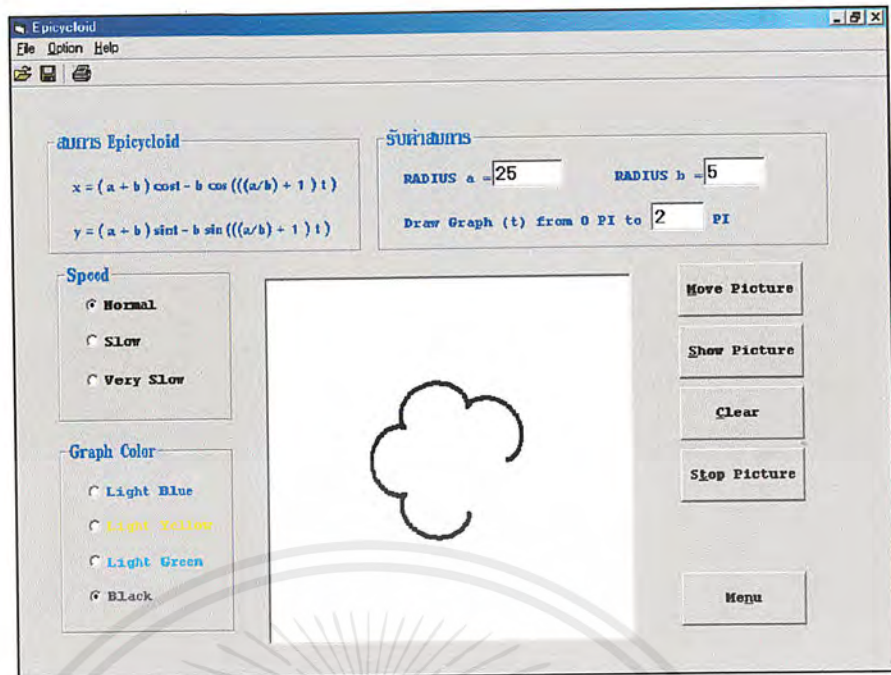 Epicycloid
File Option Help
สมการ Epicycloid
x = ( a + b ) cost - b cos (((a/b) + 1 ) t )
y = ( a + b ) sint - b sin (((a/b) + 1 ) t )
รับค่าสมการ
RADIUS a = 25
RADIUS b = 5
Draw Graph (t) from 0 PI to 2 PI
Speed
Normal
Slow
Very Slow
Graph Color
Light Blue
Light Yellow
Light Green
Black
Move Picture
Show Picture
Clear
Stop Picture
Menu